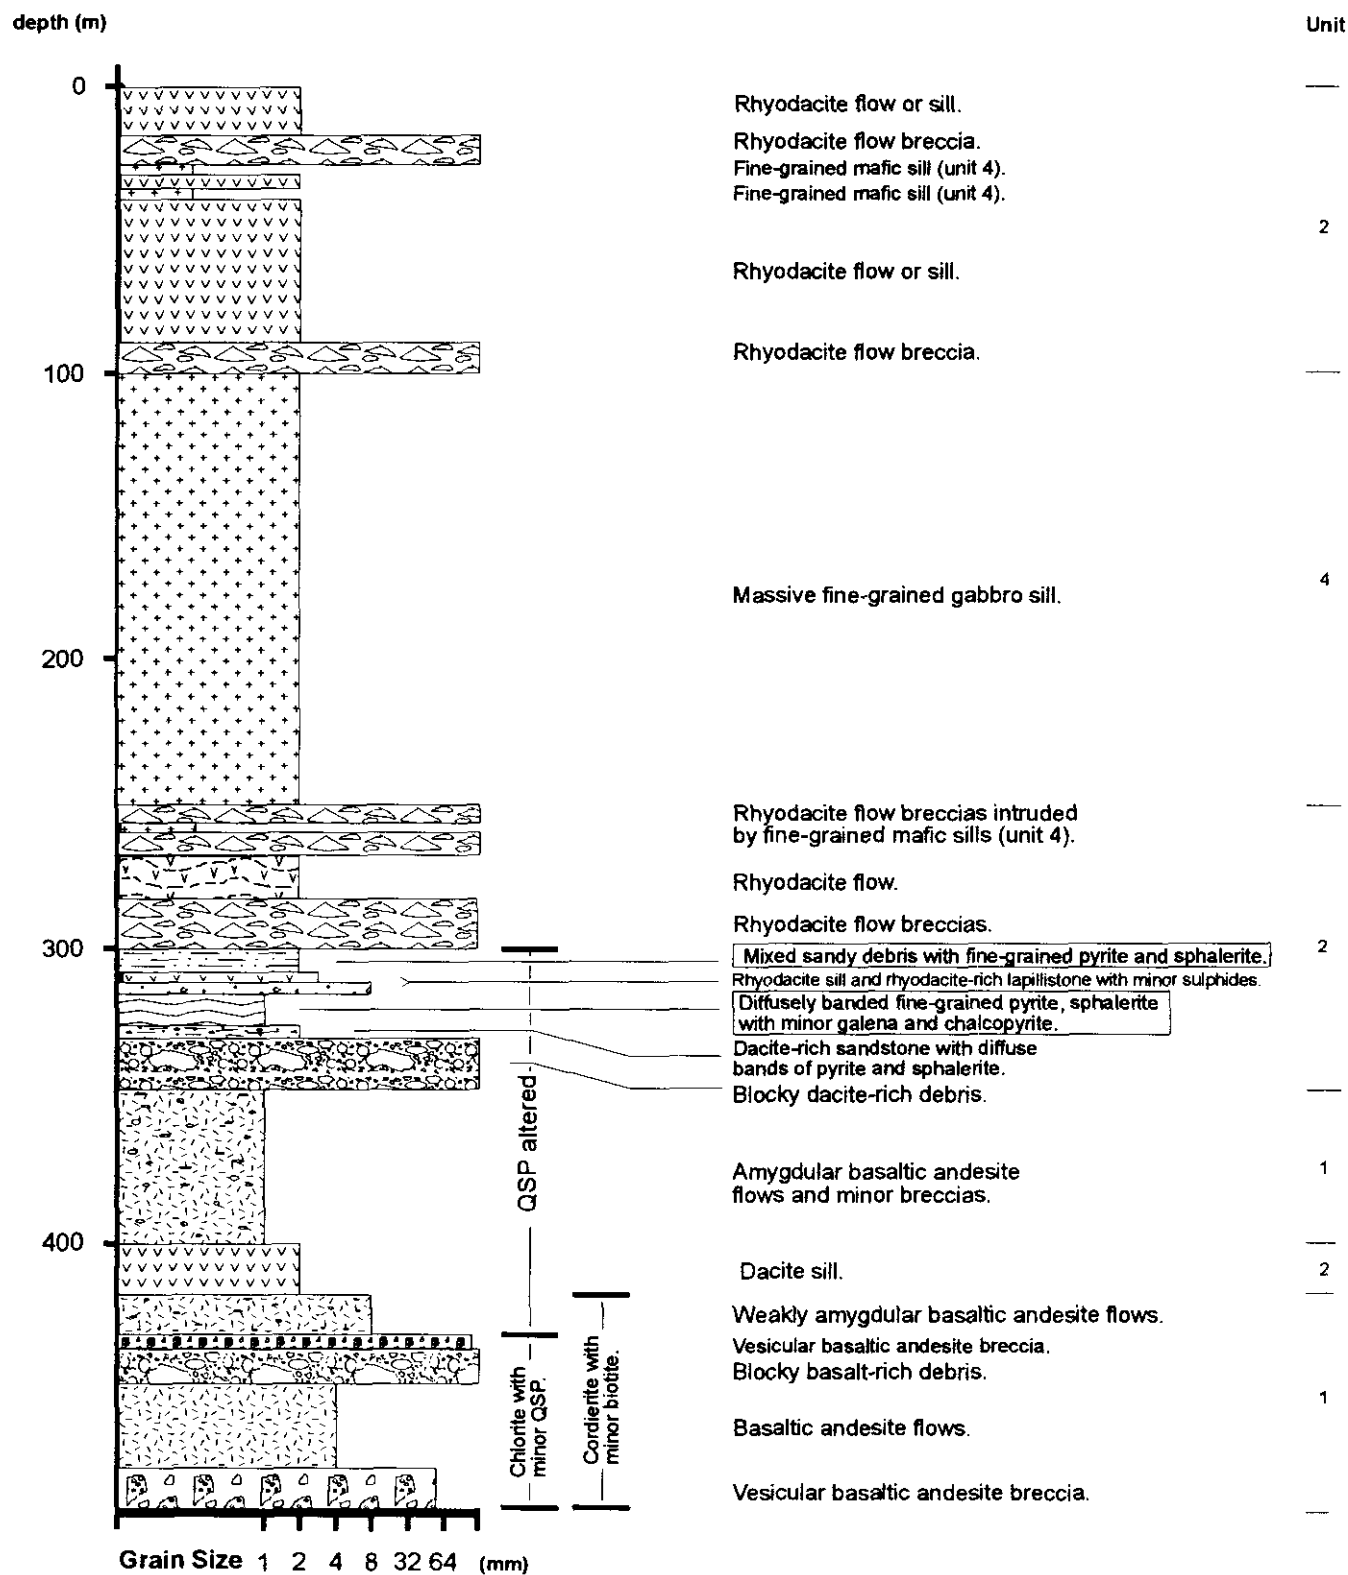 depth (m)
Unit
0
Rhyodacite flow or sill.
Rhyodacite flow breccia.
Fine-grained mafic sill (unit 4).
Fine-grained mafic sill (unit 4).
2
Rhyodacite flow or sill.
Rhyodacite flow breccia.
100
4
Massive fine-grained gabbro sill.
200
Rhyodacite flow breccias intruded
by fine-grained mafic sills (unit 4).
Rhyodacite flow.
Rhyodacite flow breccias.
300
2
Mixed sandy debris with fine-grained pyrite and sphalerite.
Rhyodacite sill and rhyodacite-rich lapillistone with minor sulphides.
Diffusely banded fine-grained pyrite, sphalerite
with minor galena and chalcopyrite.
Dacite-rich sandstone with diffuse
bands of pyrite and sphalerite.
Blocky dacite-rich debris.
QSP altered
Amygdular basaltic andesite
flows and minor breccias.
1
400
Dacite sill.
2
Weakly amygdular basaltic andesite flows.
Vesicular basaltic andesite breccia.
Blocky basalt-rich debris.
1
Chlorite with
minor QSP.
Cordierite with
minor biotite.
Basaltic andesite flows.
Vesicular basaltic andesite breccia.
Grain Size 1 2 4 8 32 64 (mm)